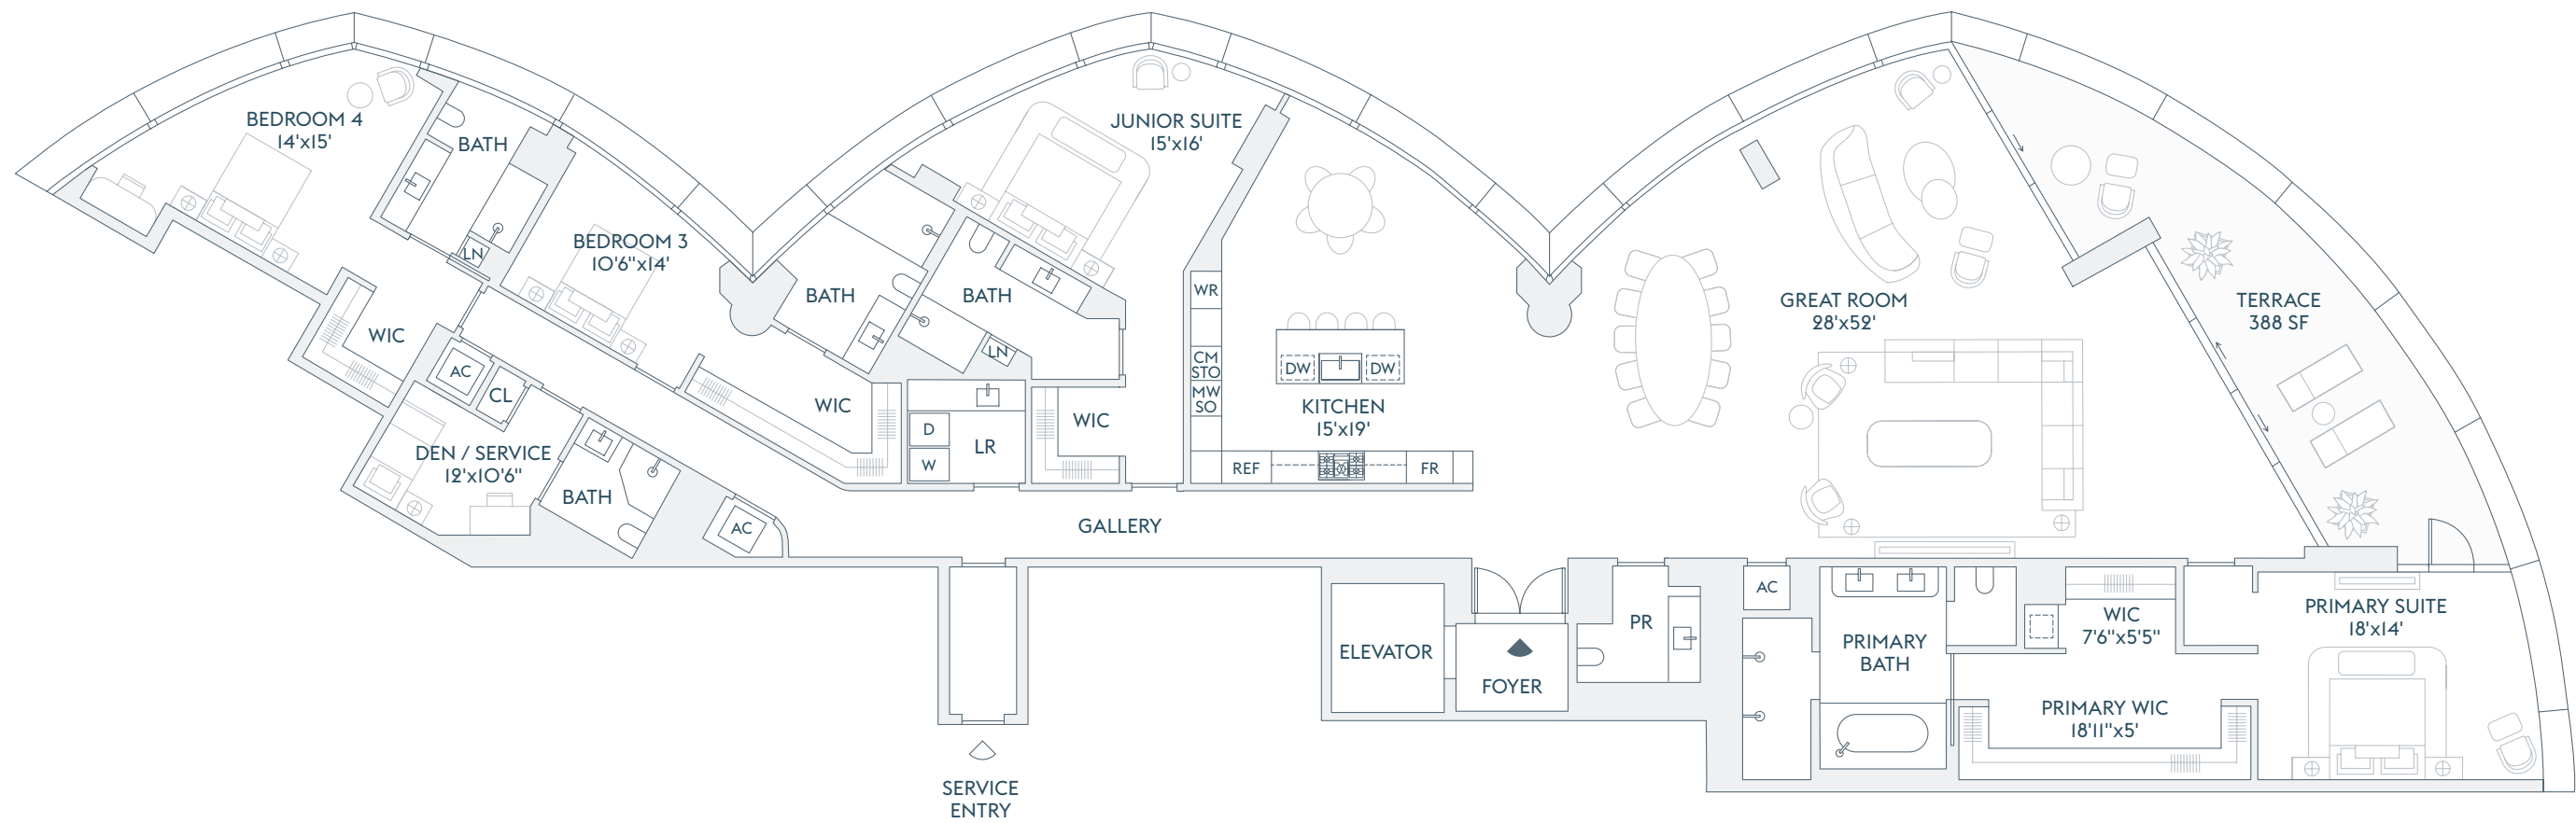 BEDROOM 4
14'x15'
BATH
LN
BEDROOM 3
10'6"x14'
WIC
AC
CL
DEN / SERVICE
12'x10'6"
BATH
AC
BATH
WIC
JUNIOR SUITE
15'x16'
BATH
LN
D
W
LR
WIC
WR
CM
STO
MW
SO
DW
DW
KITCHEN
15'x19'
REF
FR
GALLERY
GREAT ROOM
28'x52'
TERRACE
388 SF
SERVICE
ENTRY
ELEVATOR
FOYER
PR
AC
PRIMARY
BATH
WIC
7'6"x5'5"
PRIMARY WIC
18'11"x5'
PRIMARY SUITE
18'x14'